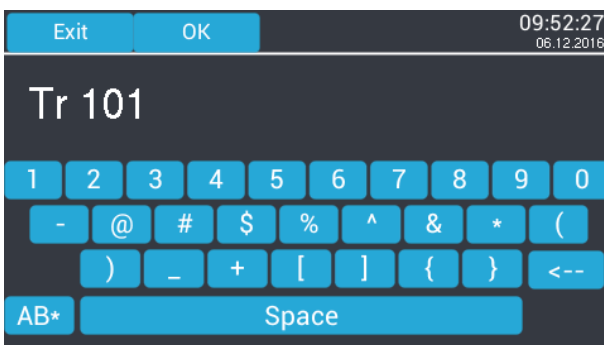 Exit OK 09:52:27
06.12.2016
Tr 101
1 2 3 4 5 6 7 8 9 0
- @ # $ % ^ & * (
) _ + [ ] { } <--
AB* Space